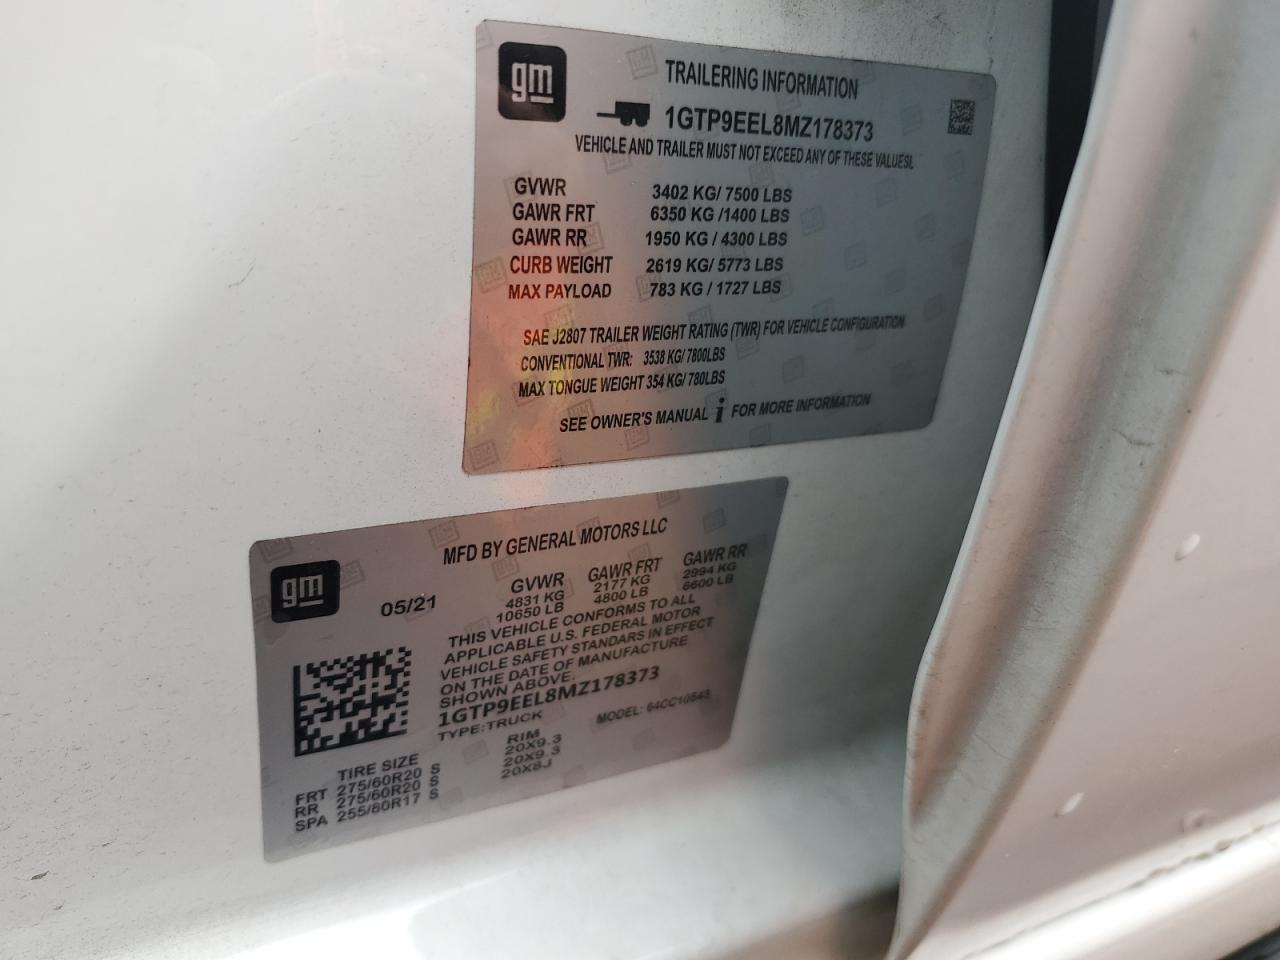 gm
TRAILERING INFORMATION
1GTP9EEL8MZ178373
VEHICLE AND TRAILER MUST NOT EXCEED ANY OF THESE VALUESL
GVWR 3402 KG/ 7500 LBS
GAWR FRT 6350 KG /1400 LBS
GAWR RR 1950 KG / 4300 LBS
CURB WEIGHT 2619 KG/ 5773 LBS
MAX PAYLOAD 783 KG / 1727 LBS
SAE J2807 TRAILER WEIGHT RATING (TWR) FOR VEHICLE CONFIGURATION
CONVENTIONAL TWR: 3538 KG/ 7800LBS
MAX TONGUE WEIGHT 354 KG/ 780LBS
SEE OWNER'S MANUAL i FOR MORE INFORMATION
gm
MFD BY GENERAL MOTORS LLC
05/21
GVWR GAWR FRT GAWR RR
4831 KG 2177 KG 2994 KG
10650 LB 4800 LB 6600 LB
THIS VEHICLE CONFORMS TO ALL
APPLICABLE U.S. FEDERAL MOTOR
VEHICLE SAFETY STANDARDS IN EFFECT
ON THE DATE OF MANUFACTURE
SHOWN ABOVE.
1GTP9EEL8MZ178373
TYPE:TRUCK MODEL: 64CC10543
TIRE SIZE RIM
FRT 275/60R20 S 20X9.3
RR 275/60R20 S 20X9.3
SPA 255/80R17 S 20X8J